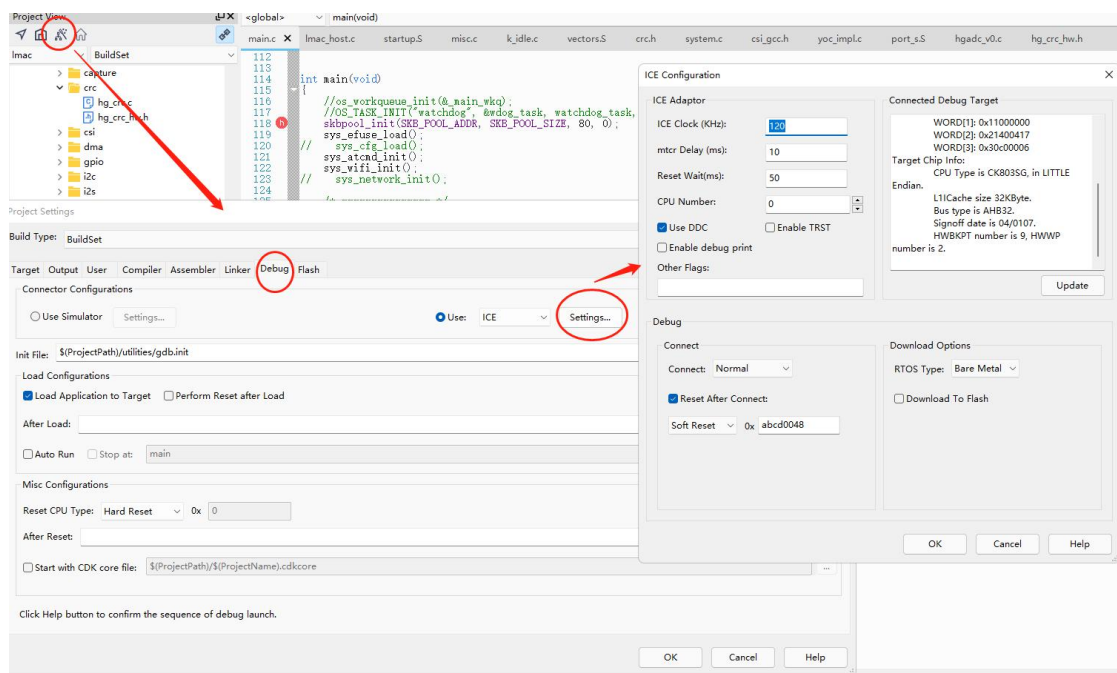 Project View
<global>
main(void)
main.c
lmac_host.c
startup.S
misc.c
k_idle.c
vectors.S
crc.h
system.c
csi_gcc.h
yoc_impl.c
port_s.S
hgadc_v0.c
hg_crc_hw.h
lmac
BuildSet
capture
crc
hg_crc.c
hg_crc_hw.h
csi
dma
gpio
i2c
i2s
112
113
114 int main(void)
115 {
116 //os_workqueue_init(&_main_wkq);
117 //OS_TASK_INIT("watchdog", &wdog_task, watchdog_task,
118 h skbpool_init(SKB_POOL_ADDR, SKB_POOL_SIZE, 80, 0);
119 sys_efuse_load();
120 // sys_cfg_load();
121 sys_atcmd_init();
122 sys_wifi_init();
123 // sys_network_init();
124
Project Settings
Build Type: BuildSet
Target Output User Compiler Assembler Linker Debug Flash
Connector Configurations
Use Simulator Settings... Use: ICE Settings...
Init File: $(ProjectPath)/utilities/gdb.init
Load Configurations
Load Application to Target Perform Reset after Load
After Load:
Auto Run Stop at: main
Misc Configurations
Reset CPU Type: Hard Reset 0x 0
After Reset:
Start with CDK core file: $(ProjectPath)/$(ProjectName).cdkcore ...
Click Help button to confirm the sequence of debug launch.
OK Cancel Help
ICE Configuration
ICE Adaptor
ICE Clock (KHz): 120
mtcr Delay (ms): 10
Reset Wait(ms): 50
CPU Number: 0
Use DDC Enable TRST
Enable debug print
Other Flags:
Connected Debug Target
WORD[1]: 0x11000000
WORD[2]: 0x21400417
WORD[3]: 0x30c00006
Target Chip Info:
CPU Type is CK803SG, in LITTLE
Endian.
L1ICache size 32KByte.
Bus type is AHB32.
Signoff date is 04/0107.
HWBKPT number is 9, HWWP
number is 2.
Update
Debug
Connect
Connect: Normal
Reset After Connect:
Soft Reset 0x abcd0048
Download Options
RTOS Type: Bare Metal
Download To Flash
OK Cancel Help